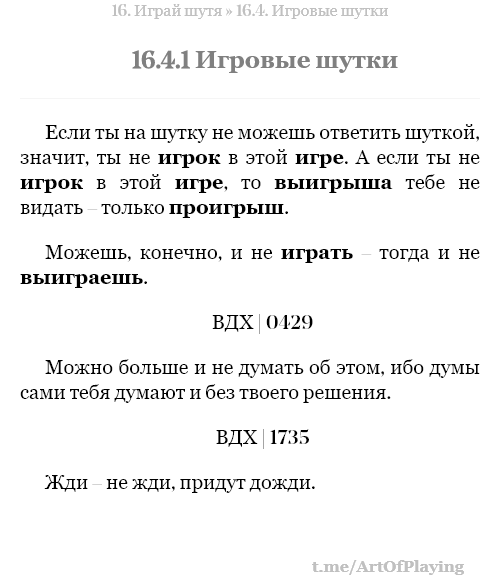 16. Играй шутя » 16.4. Игровые шутки
16.4.1 Игровые шутки
Если ты на шутку не можешь ответить шуткой,
значит, ты не игрок в этой игре. А если ты не
игрок в этой игре, то выигрыша тебе не
видать – только проигрыш.
Можешь, конечно, и не играть – тогда и не
выиграешь.
ВДХ | 0429
Можно больше и не думать об этом, ибо думы
сами тебя думают и без твоего решения.
ВДХ | 1735
Жди – не жди, придут дожди.
t.me/ArtOfPlaying